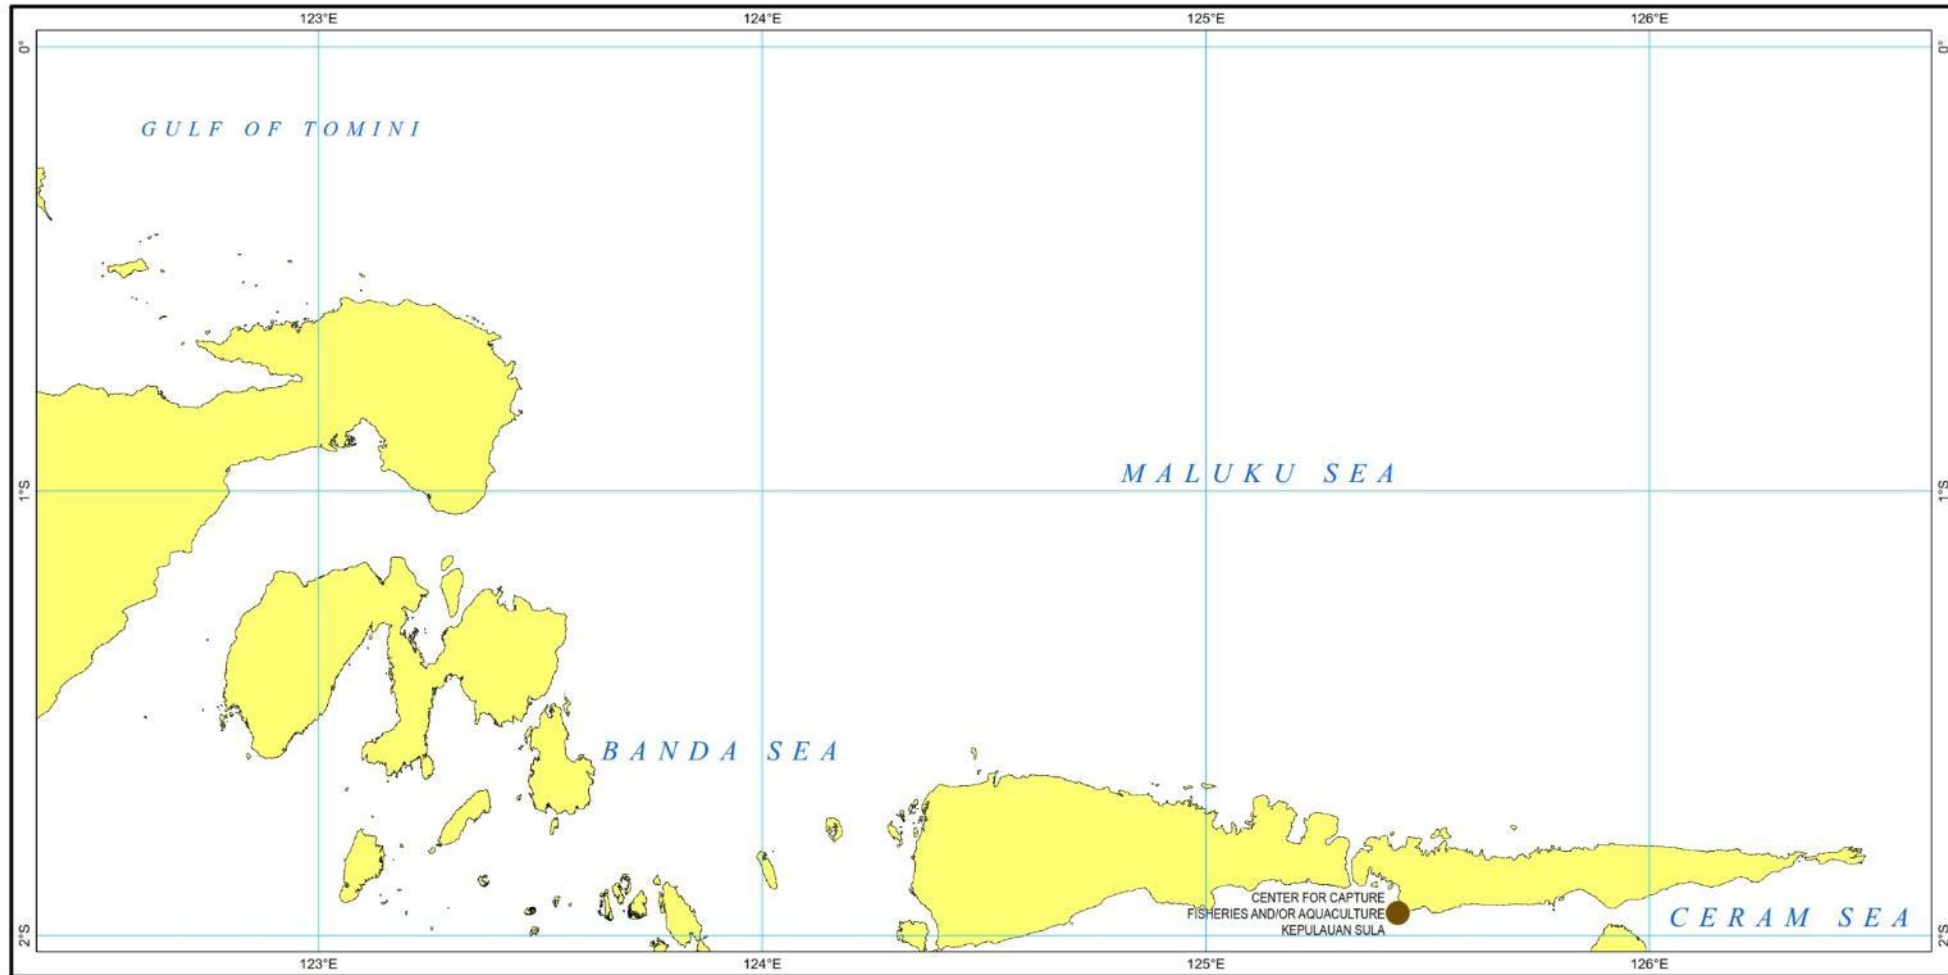 123°E 124°E 125°E 126°E
0° 0°
GULF OF TOMINI
MALUKU SEA
1°S 1°S
BANDA SEA
CENTER FOR CAPTURE
FISHERIES AND/OR AQUACULTURE
KEPULAUAN SULA
CERAM SEA
2°S 2°S
123°E 124°E 125°E 126°E